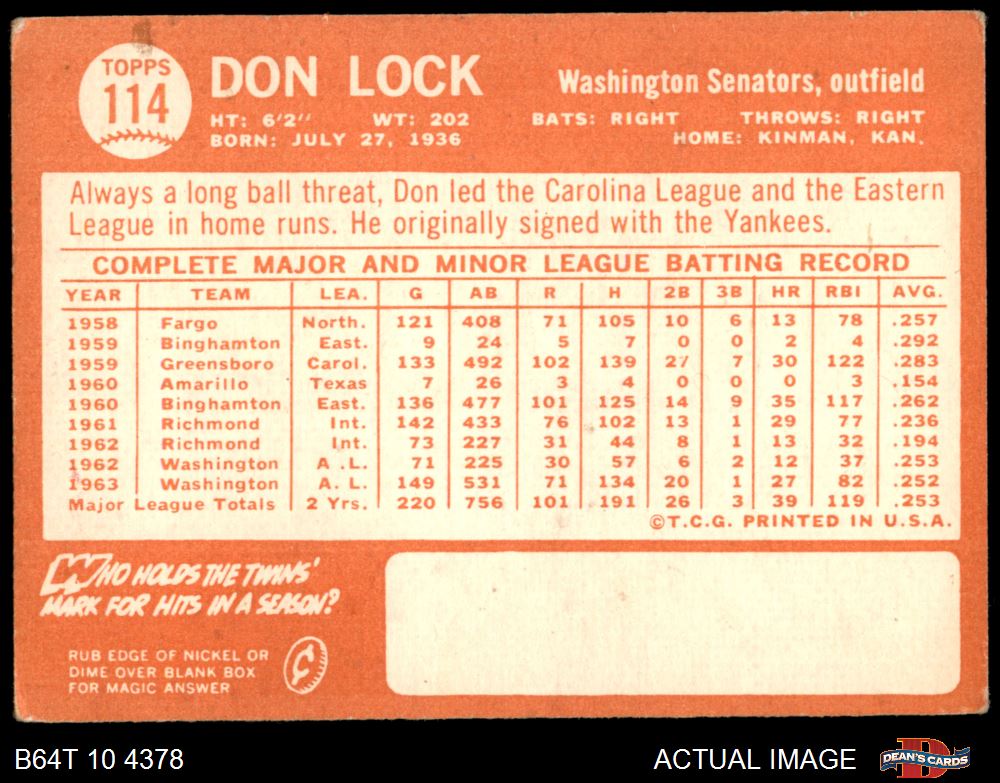 TOPPS
114
DON LOCK
Washington Senators, outfield
HT: 6'2" WT: 202 BATS: RIGHT THROWS: RIGHT
BORN: JULY 27, 1936 HOME: KINMAN, KAN.
Always a long ball threat, Don led the Carolina League and the Eastern
League in home runs. He originally signed with the Yankees.
COMPLETE MAJOR AND MINOR LEAGUE BATTING RECORD
YEAR TEAM LEA. G AB R H 2B 3B HR RBI AVG.
1958 Fargo North. 121 408 71 105 10 6 13 78 .257
1959 Binghamton East. 9 24 5 7 0 0 2 4 .292
1959 Greensboro Carol. 133 492 102 139 27 7 30 122 .283
1960 Amarillo Texas 7 26 3 4 0 0 0 3 .154
1960 Binghamton East. 136 477 101 125 14 9 35 117 .262
1961 Richmond Int. 142 433 76 102 13 1 29 77 .236
1962 Richmond Int. 73 227 31 44 8 1 13 32 .194
1962 Washington A .L. 71 225 30 57 6 2 12 37 .253
1963 Washington A. L. 149 531 71 134 20 1 27 82 .252
Major League Totals 2 Yrs. 220 756 101 191 26 3 39 119 .253
©T.C.G. PRINTED IN U.S.A.
WHO HOLDS THE TWINS'
MARK FOR HITS IN A SEASON?
RUB EDGE OF NICKEL OR
DIME OVER BLANK BOX
FOR MAGIC ANSWER
B64T 10 4378
ACTUAL IMAGE
DEAN'S CARDS